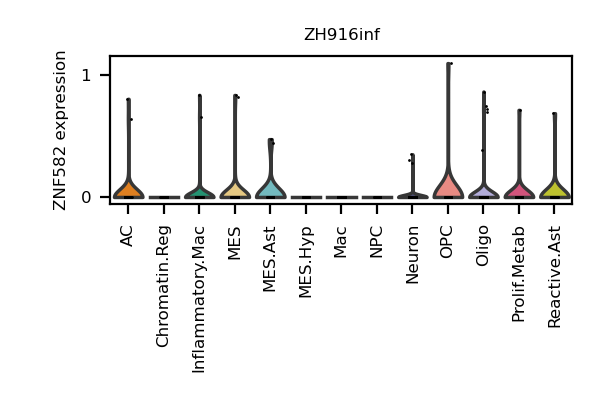 ZH916inf
ZNF582 expression
1
0
AC
Chromatin.Reg
Inflammatory.Mac
MES
MES.Ast
MES.Hyp
Mac
NPC
Neuron
OPC
Oligo
Prolif.Metab
Reactive.Ast